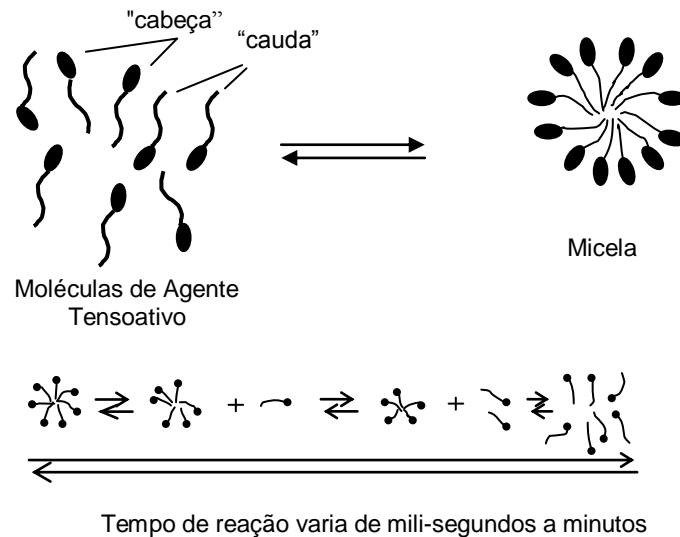 "cabeça”
“cauda”
Micela
Moléculas de Agente
Tensoativo
+
+
Tempo de reação varia de mili-segundos a minutos